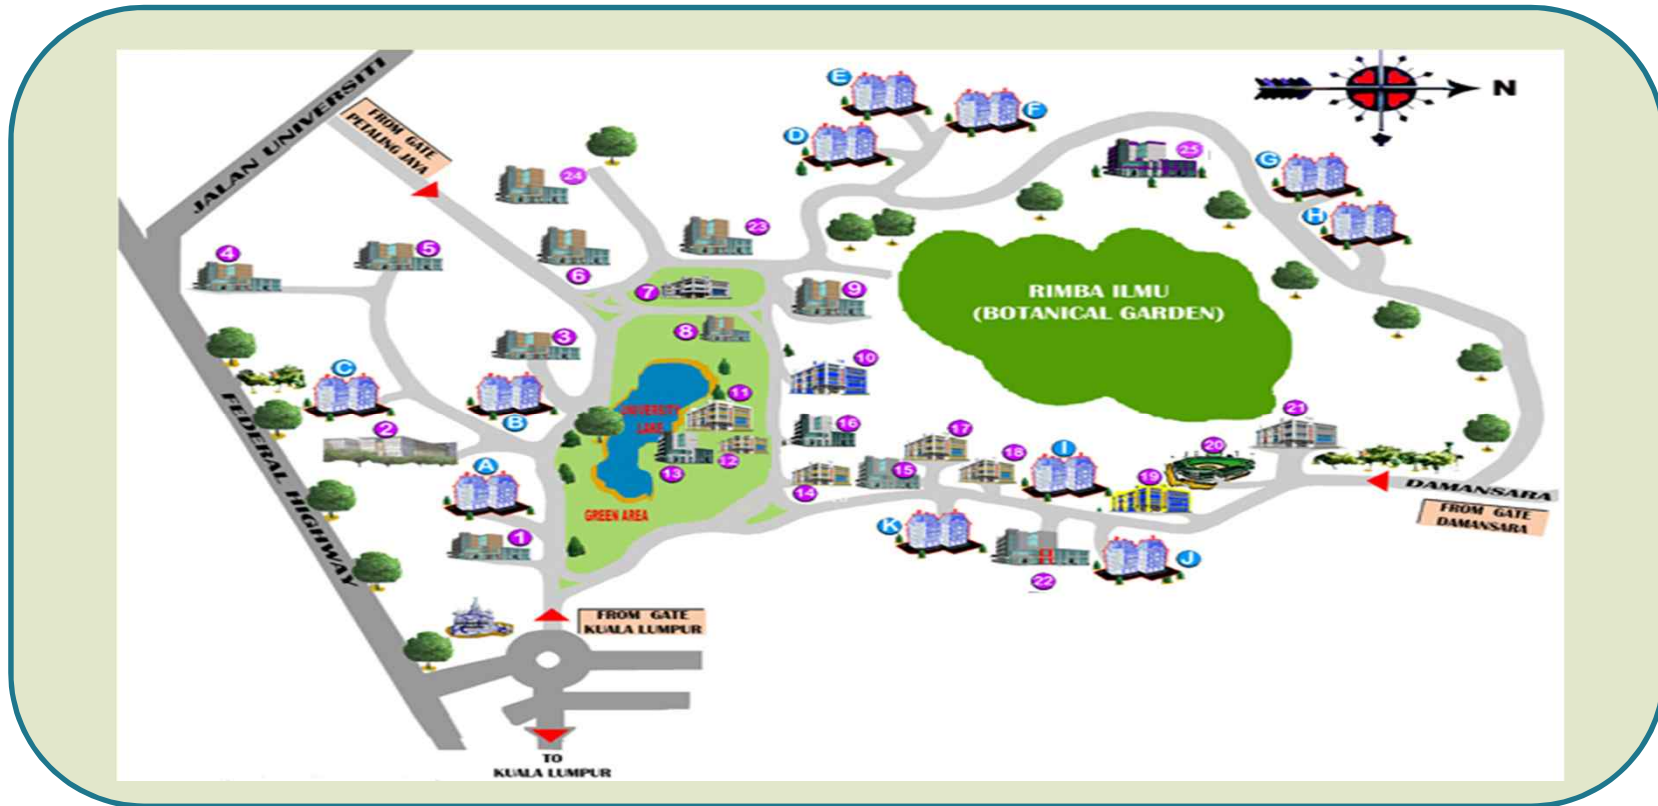 JALAN UNIVERSITI
FROM GATE
PETALING JAYA
N
E
F
D
25
G
H
24
23
4
5
6
7
9
RIMBA ILMU
(BOTANICAL GARDEN)
3
8
10
C
B
11
UNIVERSITY
LAKE
2
16
17
21
12
13
18
I
20
A
14
15
19
FEDERAL HIGHWAY
GREEN AREA
DAMANSARA
FROM GATE
DAMANSARA
K
1
22
J
FROM GATE
KUALA LUMPUR
TO
KUALA LUMPUR